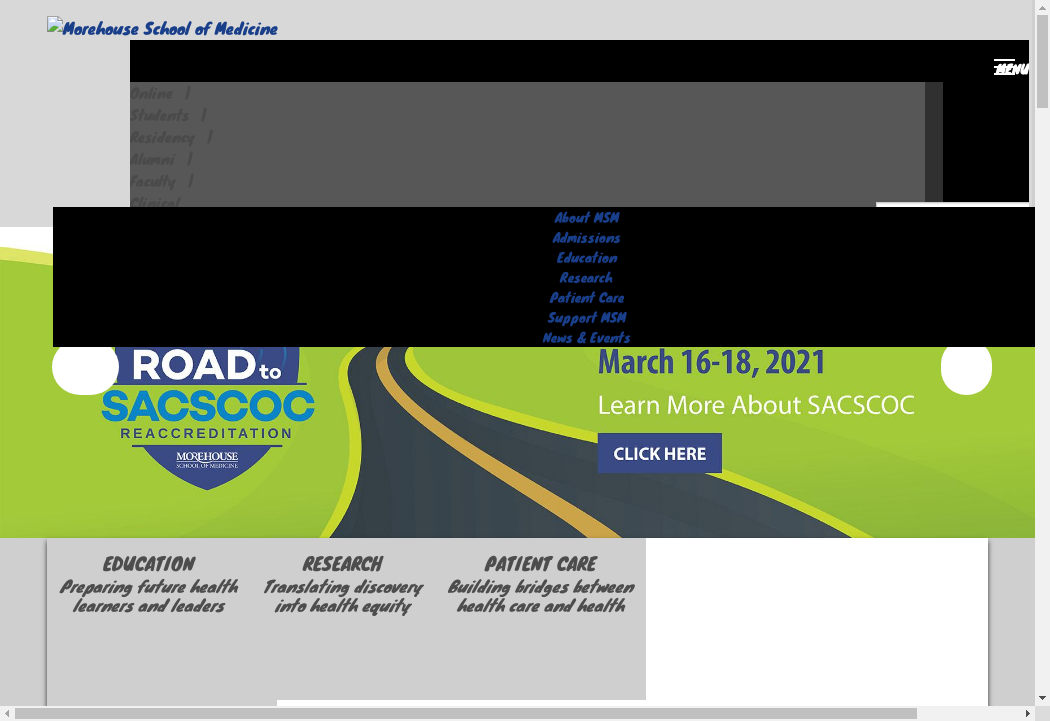 Morehouse School of Medicine
MENU
Online |
Students |
Residency |
Alumni |
Faculty |
Clinical
About MSM
Admissions
Education
Research
Patient Care
Support MSM
News & Events
ROAD to
SACSCOC
REACCREDITATION
MOREHOUSE
SCHOOL OF MEDICINE
March 16-18, 2021
Learn More About SACSCOC
CLICK HERE
EDUCATION
Preparing future health
learners and leaders
RESEARCH
Translating discovery
into health equity
PATIENT CARE
Building bridges between
health care and health